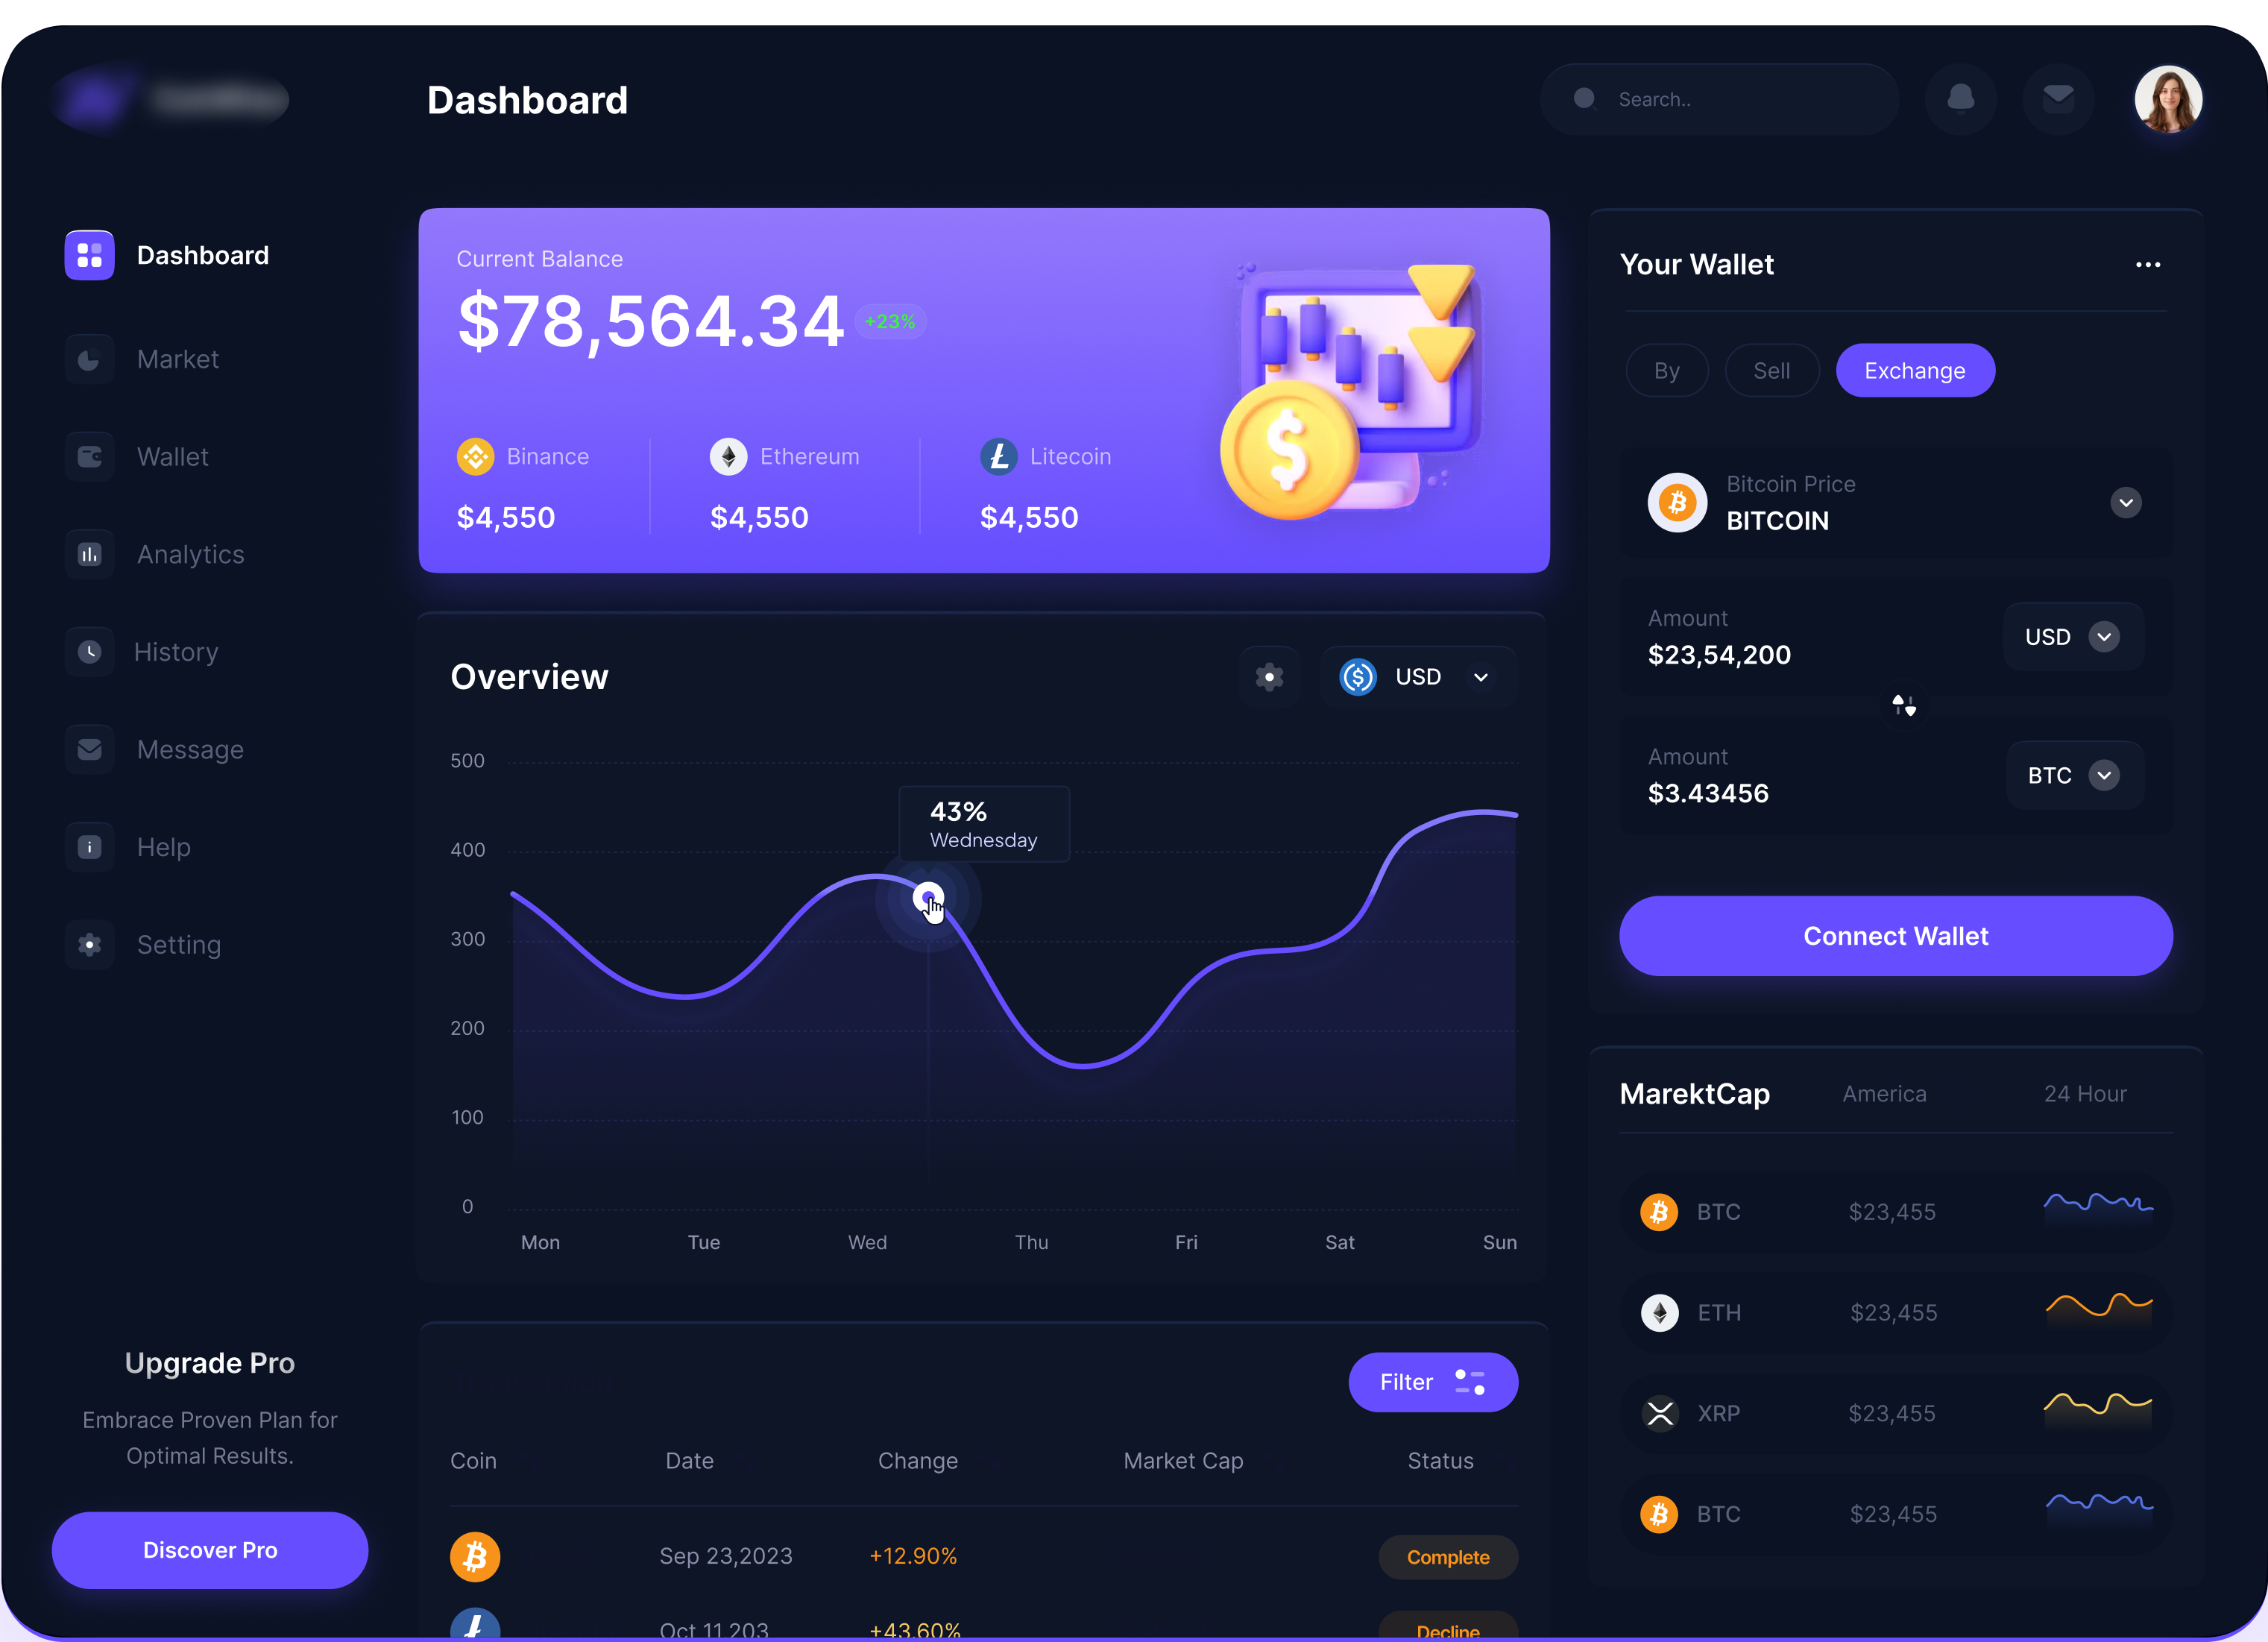 Dashboard
Search..
Dashboard
Market
Wallet
Analytics
History
Message
Help
Setting
Upgrade Pro
Embrace Proven Plan for
Optimal Results.
Discover Pro
Current Balance
$78,564.34 +23%
Binance Ethereum Litecoin
$4,550 $4,550 $4,550
Overview
USD
500
43%
Wednesday
400
300
200
100
0
Mon Tue Wed Thu Fri Sat Sun
Filter
Coin Date Change Market Cap Status
Sep 23,2023 +12.90% Complete
Oct 11,203 +43.60% Decline
Your Wallet
By Sell Exchange
Bitcoin Price
BITCOIN
Amount
$23,54,200
USD
Amount
$3.43456
BTC
Connect Wallet
MarektCap America 24 Hour
BTC $23,455
ETH $23,455
XRP $23,455
BTC $23,455